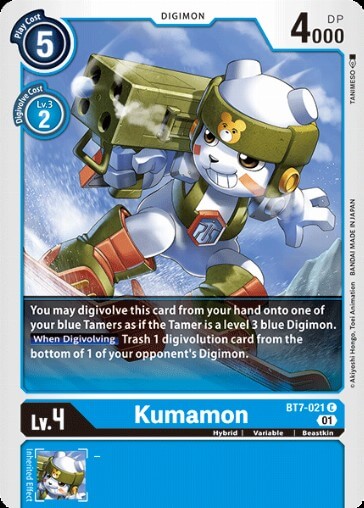 Play Cost
5
DIGIMON
DP
4000
Digivolve Cost
Lv.3
2
TANIMESO
You may digivolve this card from your hand onto one of
your blue Tamers as if the Tamer is a level 3 blue Digimon.
When Digivolving Trash 1 digivolution card from the
bottom of 1 of your opponent's Digimon.
© Akiyoshi Hongo, Toei Animation BANDAI MADE IN JAPAN
Lv.4
Kumamon
BT7-021 C
01
Hybrid | Variable | Beastkin
Inherited Effect
-